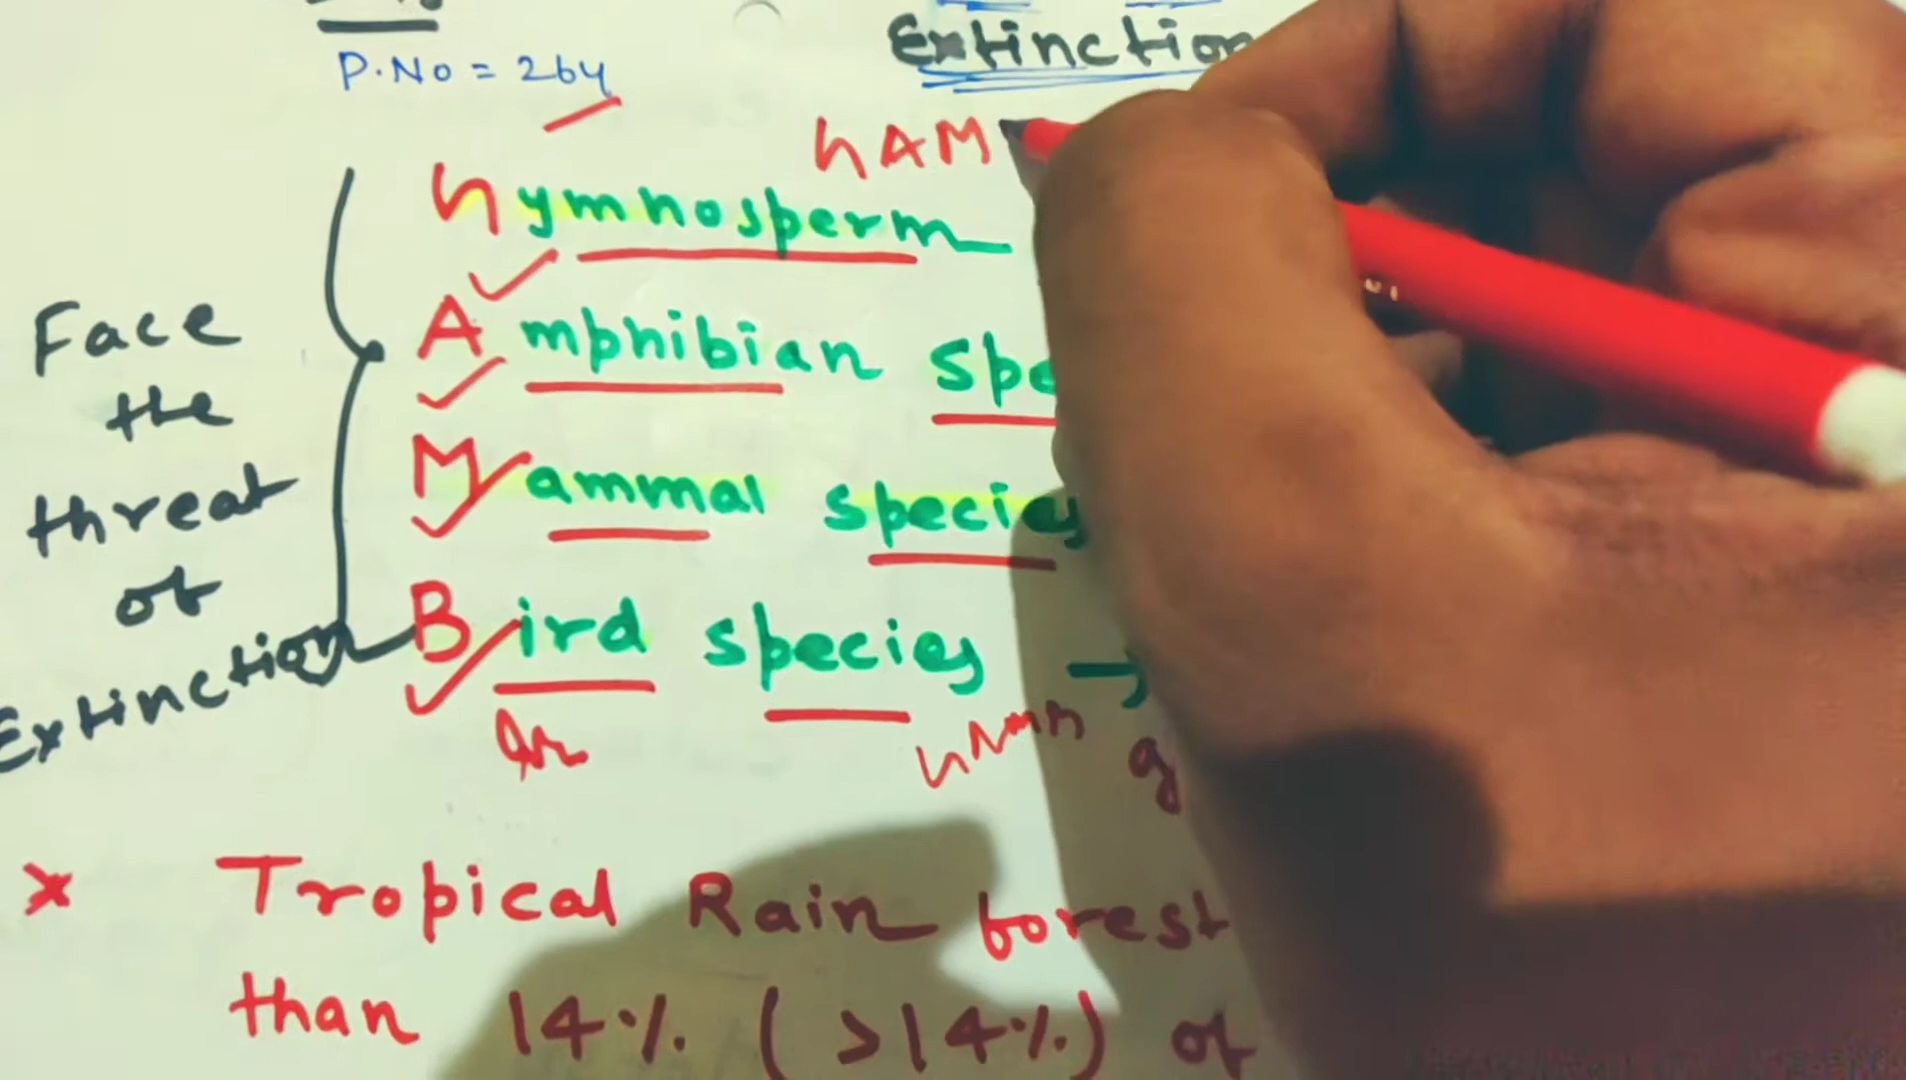 P.No = 264
Extinction
GAM
Gymnosperm
Amphibian spe
Mammal species
Bird species →
Face
the
threat
of
Extinction
g
* Tropical Rain forest
than 14% (>14%) of